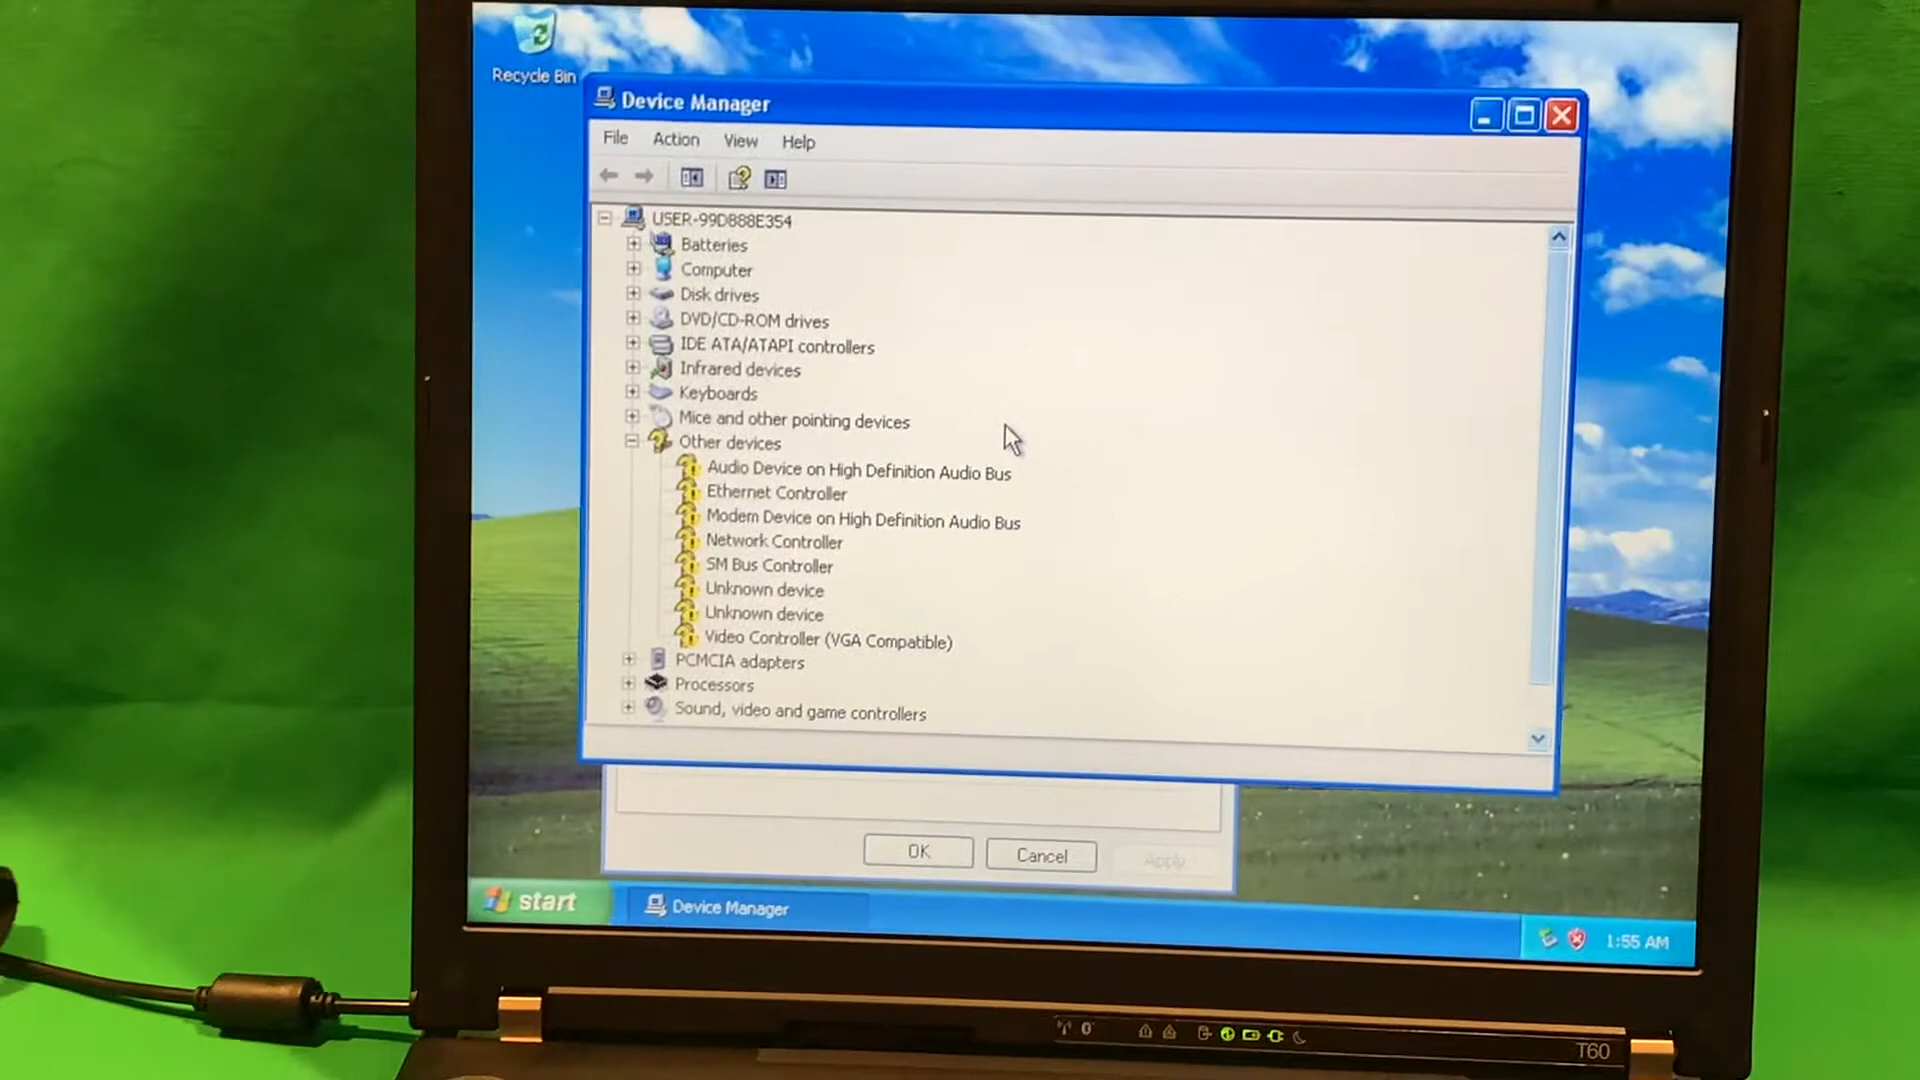 Recycle Bin
Device Manager
File Action View Help
USER-99D888E354
Batteries
Computer
Disk drives
DVD/CD-ROM drives
IDE ATA/ATAPI controllers
Infrared devices
Keyboards
Mice and other pointing devices
Other devices
Audio Device on High Definition Audio Bus
Ethernet Controller
Modem Device on High Definition Audio Bus
Network Controller
SM Bus Controller
Unknown device
Unknown device
Video Controller (VGA Compatible)
PCMCIA adapters
Processors
Sound, video and game controllers
OK Cancel Apply
start Device Manager 1:55 AM
T60